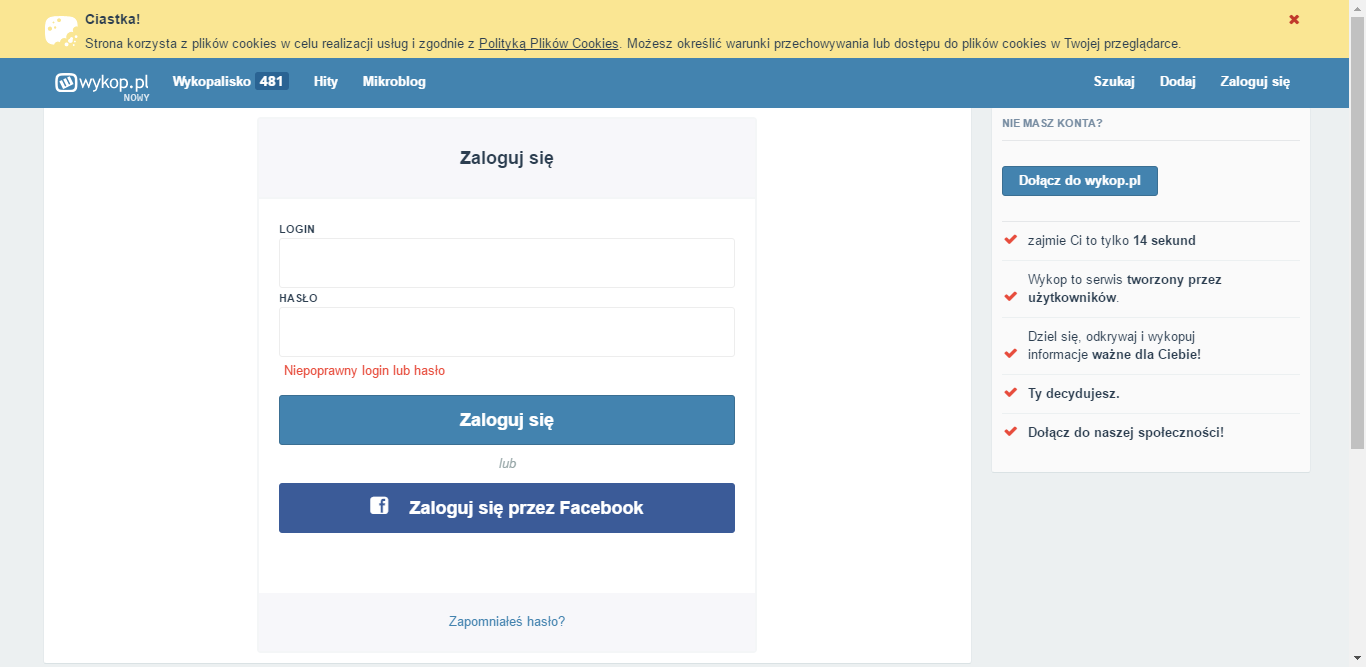 Ciastka!
Strona korzysta z plików cookies w celu realizacji usług i zgodnie z Polityką Plików Cookies. Możesz określić warunki przechowywania lub dostępu do plików cookies w Twojej przeglądarce.
wykop.pl
NOWY
Wykopalisko 481 Hity Mikroblog Szukaj Dodaj Zaloguj się
Zaloguj się
LOGIN
HASŁO
Niepoprawny login lub hasło
Zaloguj się
lub
Zaloguj się przez Facebook
Zapomniałeś hasło?
NIE MASZ KONTA?
Dołącz do wykop.pl
zajmie Ci to tylko 14 sekund
Wykop to serwis tworzony przez
użytkowników.
Dziel się, odkrywaj i wykopuj
informacje ważne dla Ciebie!
Ty decydujesz.
Dołącz do naszej społeczności!